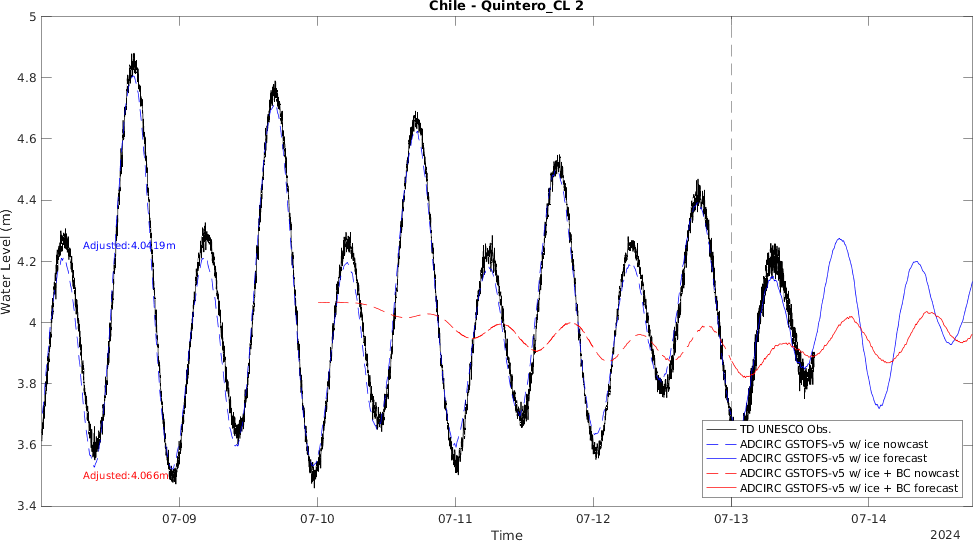 Chile - Quintero_CL 2
5
4.8
4.6
4.4
4.2
4
3.8
3.6
3.4
Water Level (m)
Adjusted:4.0419m
Adjusted:4.066m
TD UNESCO Obs.
ADCIRC GSTOFS-v5 w/ ice nowcast
ADCIRC GSTOFS-v5 w/ ice forecast
ADCIRC GSTOFS-v5 w/ ice + BC nowcast
ADCIRC GSTOFS-v5 w/ ice + BC forecast
07-09
07-10
07-11
07-12
07-13
07-14
Time
2024